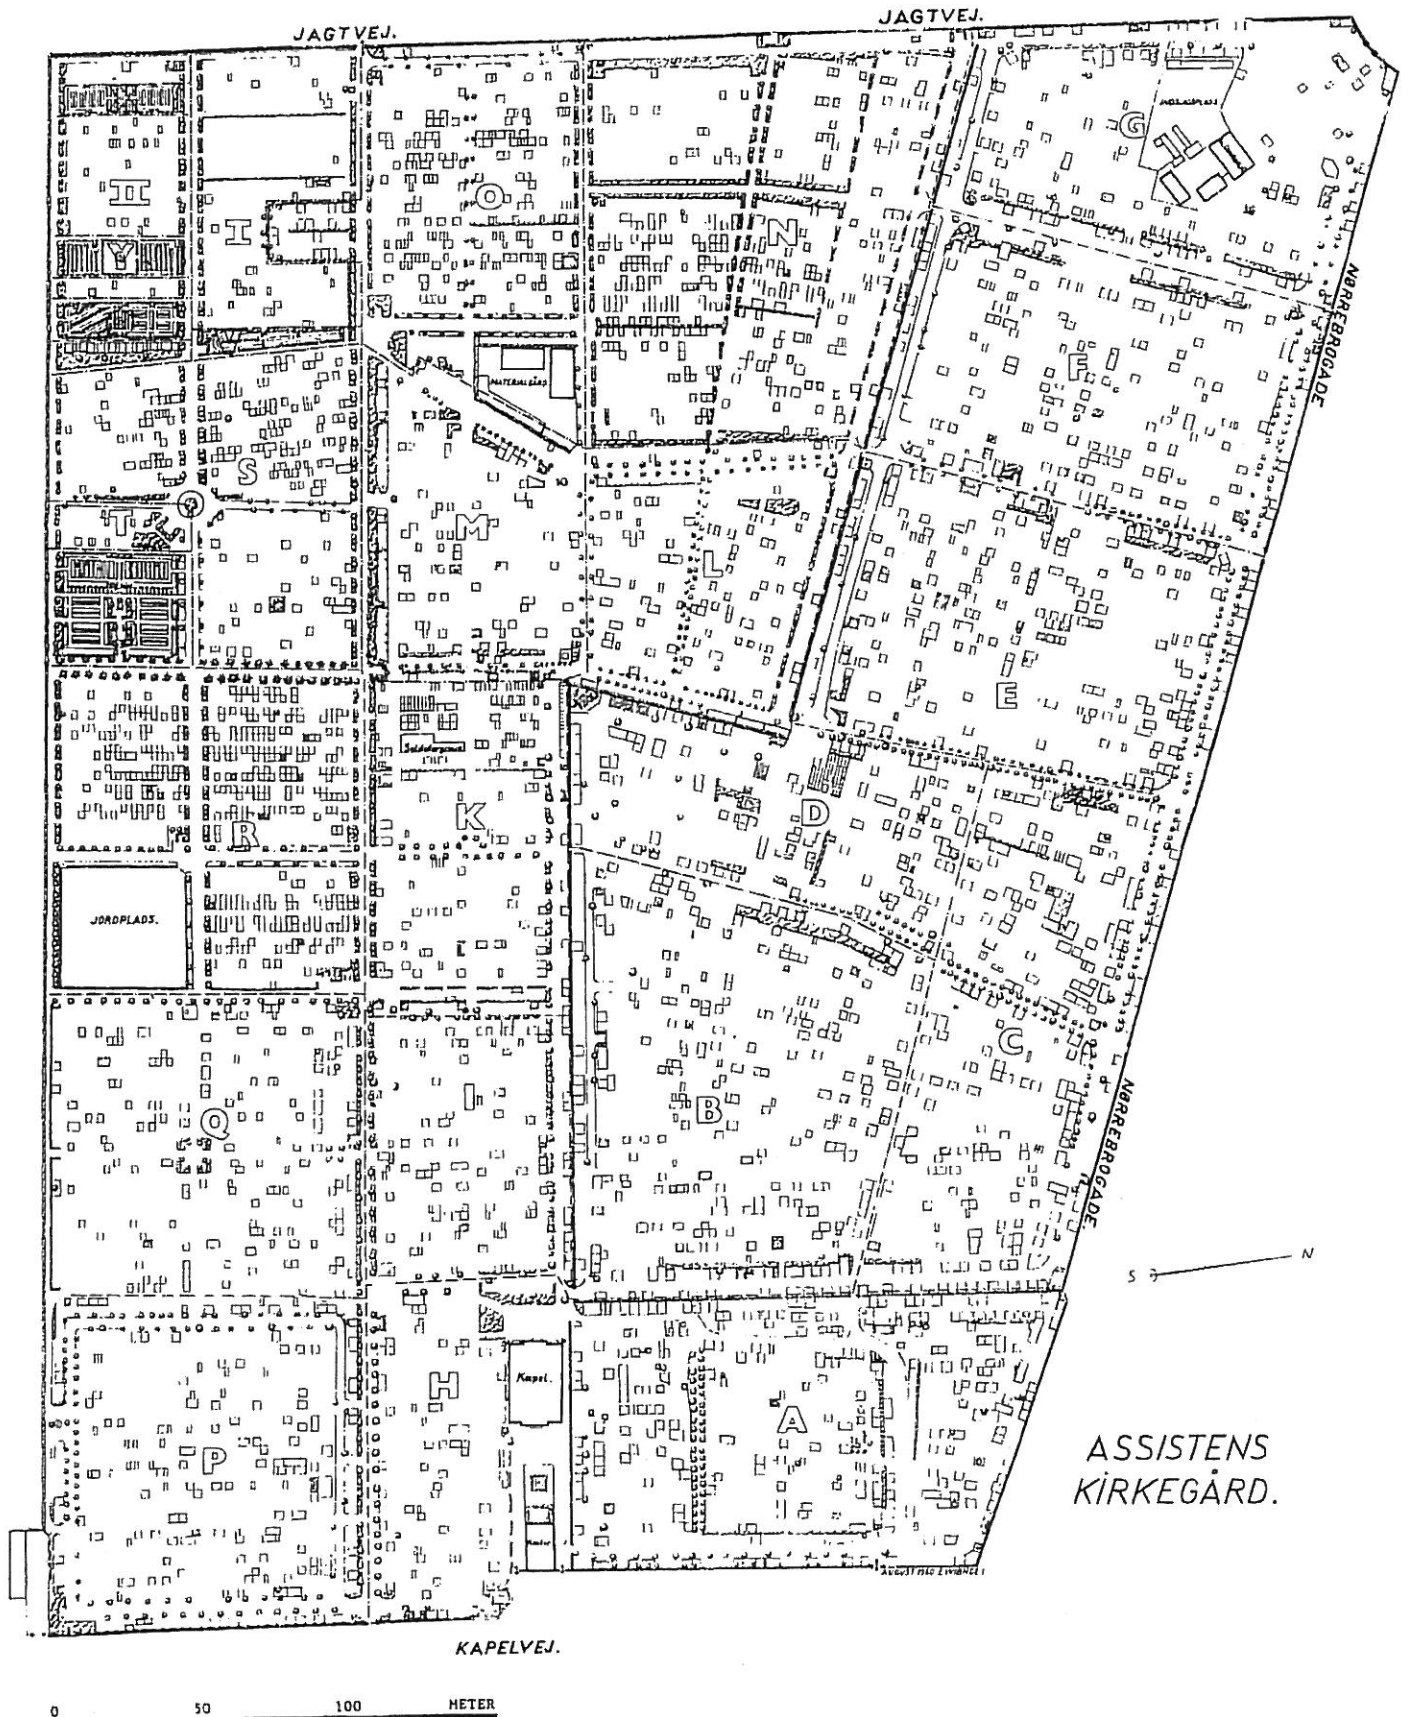 JAGTVEJ.
JAGTVEJ.
G
II
O
I
N
Y
V
NØRREBROGADE
MATERIALGÅRD
F
S
M
T
L
E
K
D
R
JORDPLADS.
C
Q
B
NØRREBROGADE.
S
N
H
Kapel.
A
P
ASSISTENS
KIRKEGÅRD.
KAPELVEJ.
0 50 100 METER